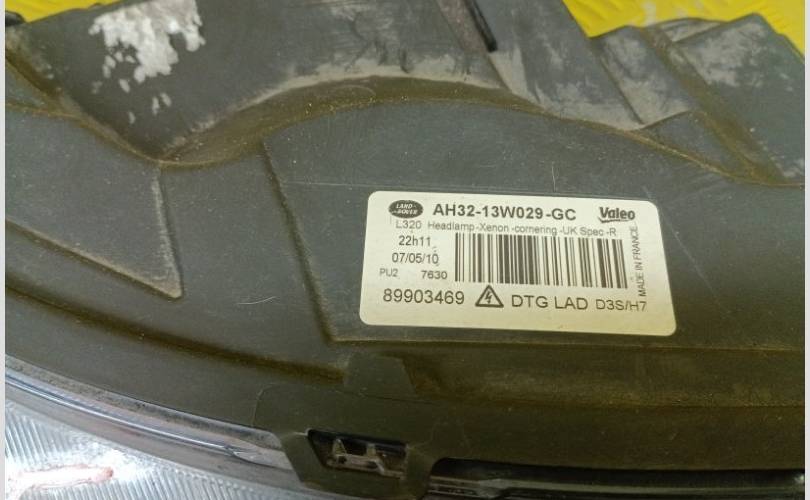 LAND ROVER AH32-13W029-GC Valeo
L320 Headlamp-Xenon-cornering-UK Spec-R
22h11
07/05/10
PU2 7630
MADE IN FRANCE
89903469 DTG LAD D3S/H7